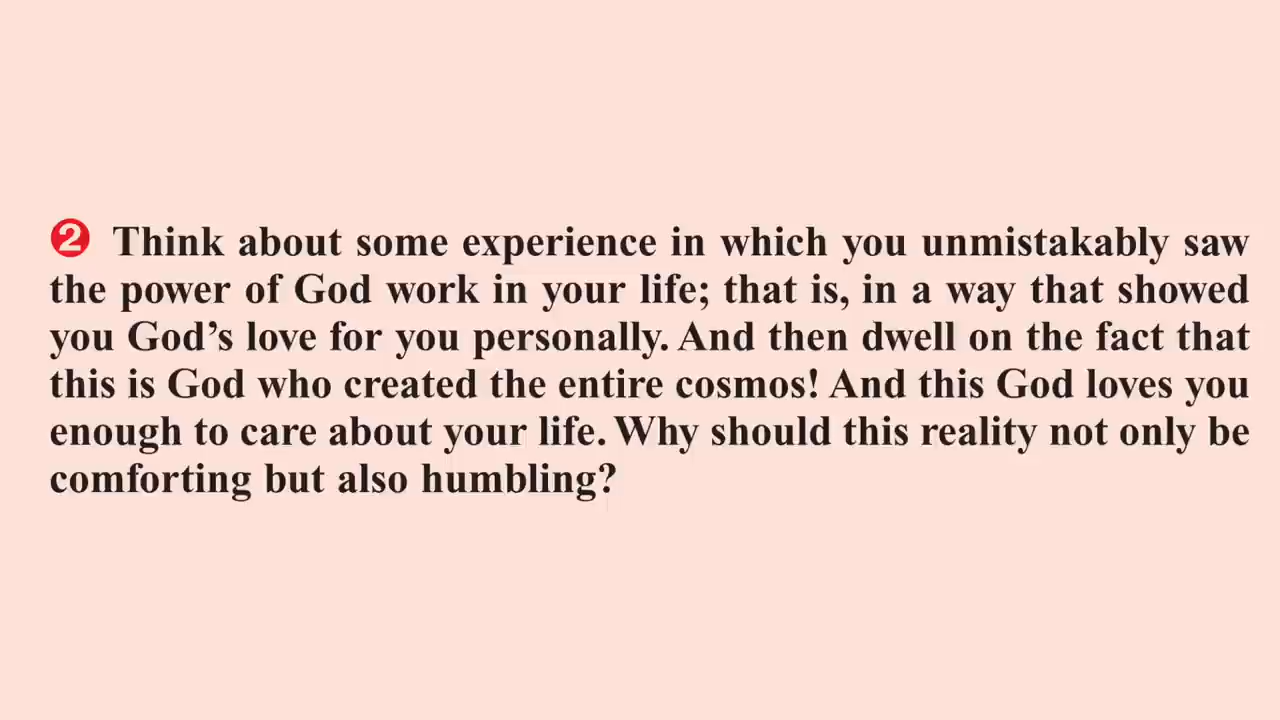 ❷ Think about some experience in which you unmistakably saw
the power of God work in your life; that is, in a way that showed
you God’s love for you personally. And then dwell on the fact that
this is God who created the entire cosmos! And this God loves you
enough to care about your life. Why should this reality not only be
comforting but also humbling?